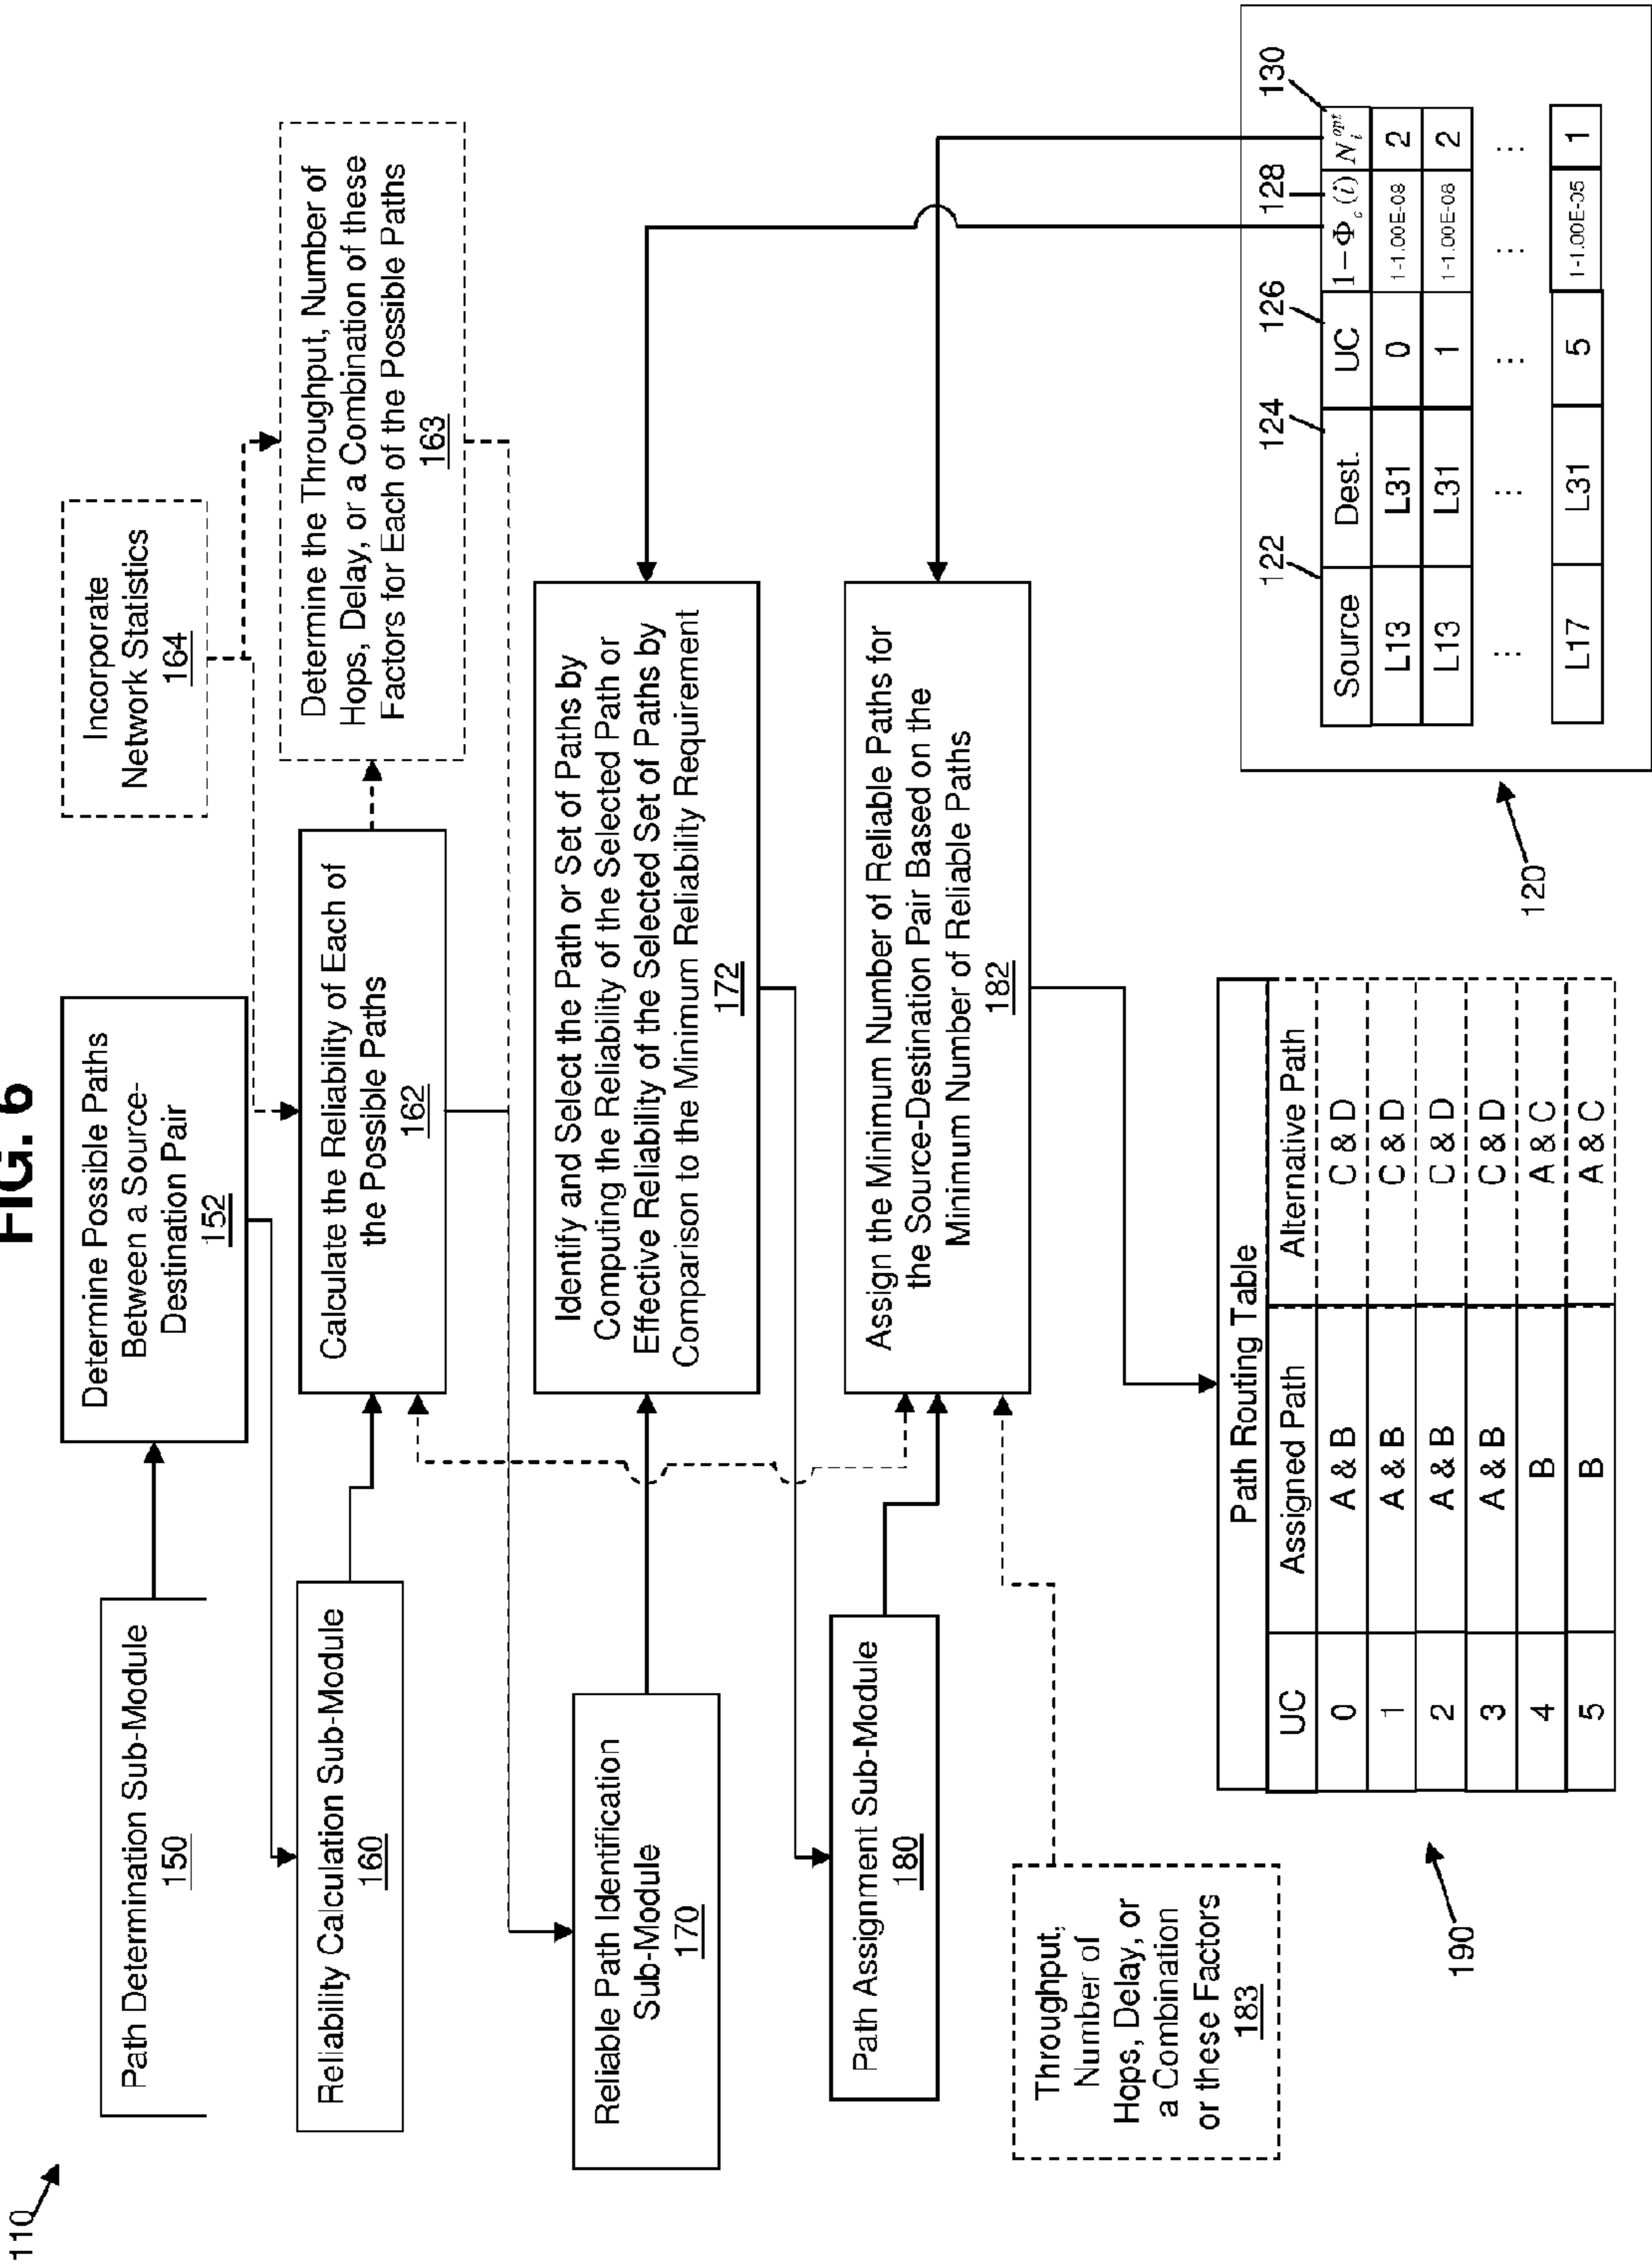 FIG. 6
110
Path Determination Sub-Module
150
Determine Possible Paths
Between a Source-
Destination Pair
152
Incorporate
Network Statistics
164
Reliability Calculation Sub-Module
160
Calculate the Reliability of Each of
the Possible Paths
162
Determine the Throughput, Number of
Hops, Delay, or a Combination of these
Factors for Each of the Possible Paths
163
Reliable Path Identification
Sub-Module
170
Identify and Select the Path or Set of Paths by
Computing the Reliability of the Selected Path or
Effective Reliability of the Selected Set of Paths by
Comparison to the Minimum Reliability Requirement
172
Path Assignment Sub-Module
180
Assign the Minimum Number of Reliable Paths for
the Source-Destination Pair Based on the
Minimum Number of Reliable Paths
182
Throughput,
Number of
Hops, Delay, or
a Combination
or these Factors
183
190
Path Routing Table
UC Assigned Path Alternative Path
0 A & B C & D
1 A & B C & D
2 A & B C & D
3 A & B C & D
4 B A & C
5 B A & C
120
122 124 126 128 130
Source Dest. UC 1−Φc(i) Ni^opt
L13 L31 0 1-1.00E-08 2
L13 L31 1 1-1.00E-08 2
⋮ ⋮ ⋮ ⋮ ⋮
L17 L31 5 1-1.00E-05 1